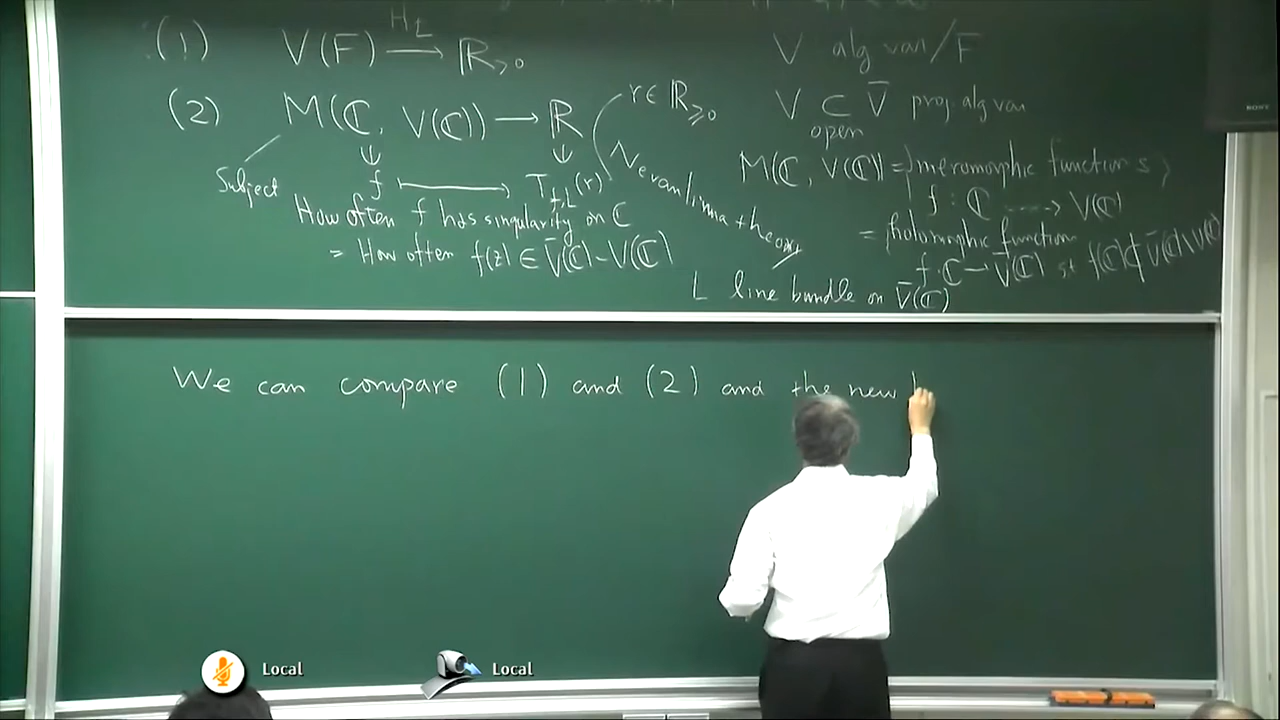 (1) V(F) →^{H_L} ℝ_{>0} V alg var/F
(2) M(ℂ, V(ℂ)) → ℝ r ∈ ℝ_{≥0} V ⊂ V̄ proj. alg var
open
Subject f ↦ T_{f,L}(r) Nevanlinna theory M(ℂ, V(ℂ)) = {meromorphic functions}
f : ℂ ⇢ V(ℂ)
How often f has singularity on ℂ = holomorphic function
= How often f(z) ∈ V̄(ℂ) - V(ℂ) f : ℂ → V̄(ℂ) st f(ℂ) ⊄ V̄(ℂ) \ V(ℂ)
L line bundle on V̄(ℂ)
We can compare (1) and (2) and the new
Local Local
SONY